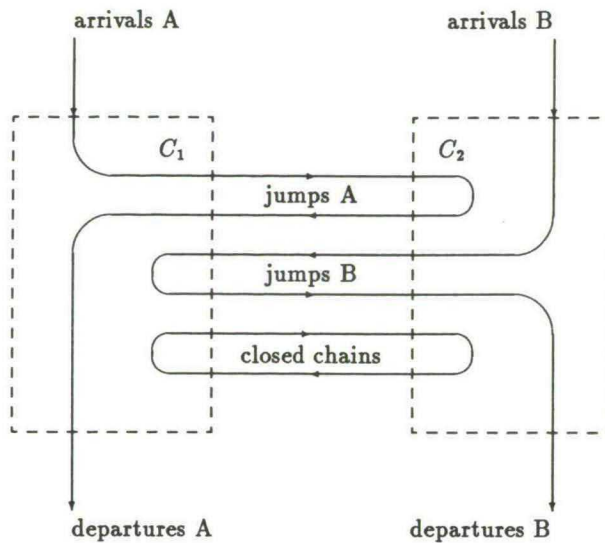 arrivals A
arrivals B
C₁
C₂
jumps A
jumps B
closed chains
departures A
departures B